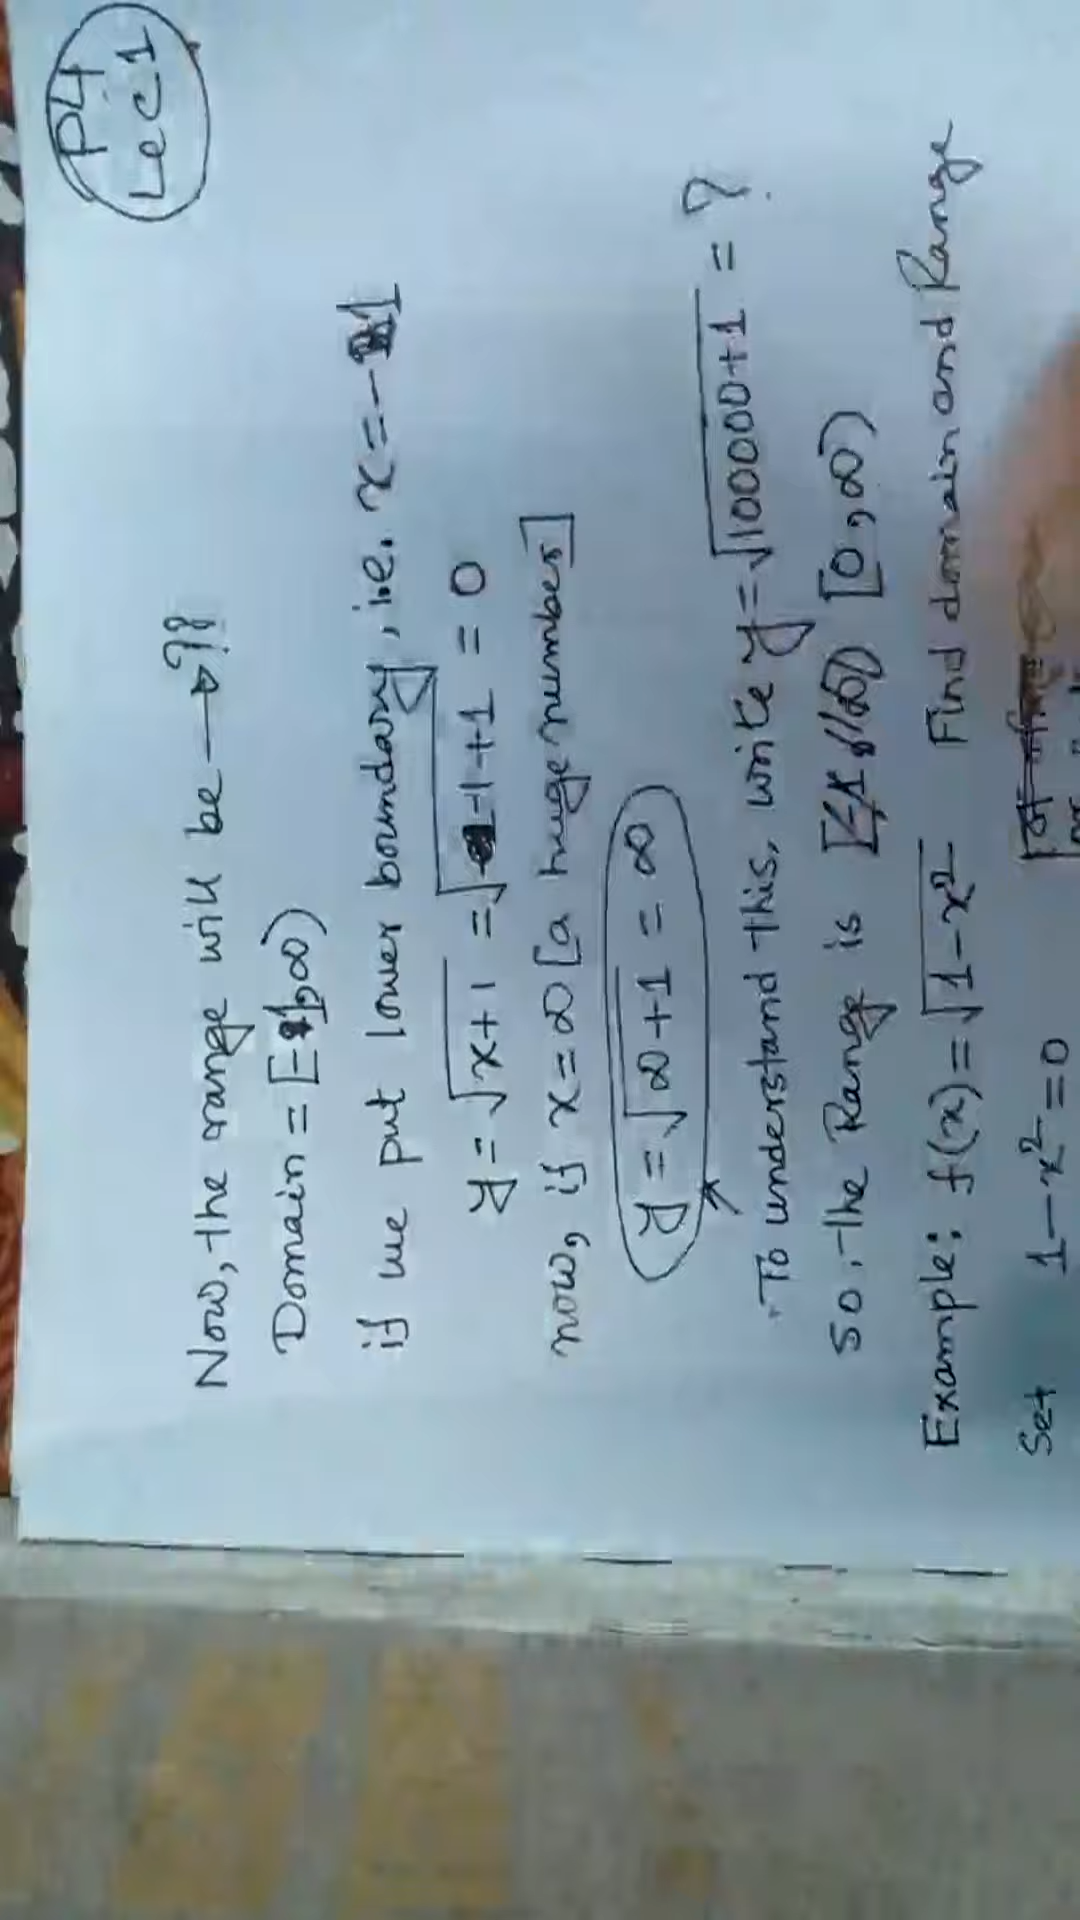 P4
Lec 1
Now, the range will be → ??
Domain = [-1,∞)
if we put lower boundary, i.e. x = -1
y = √x+1 = √-1+1 = 0
now, if x = ∞ [a huge number]
y = √∞+1 = ∞
To understand this, write y = √100000+1 = ?
So, the Range is [0,∞)
Example: f(x) = √1-x² Find domain and Range
Set 1-x²=0